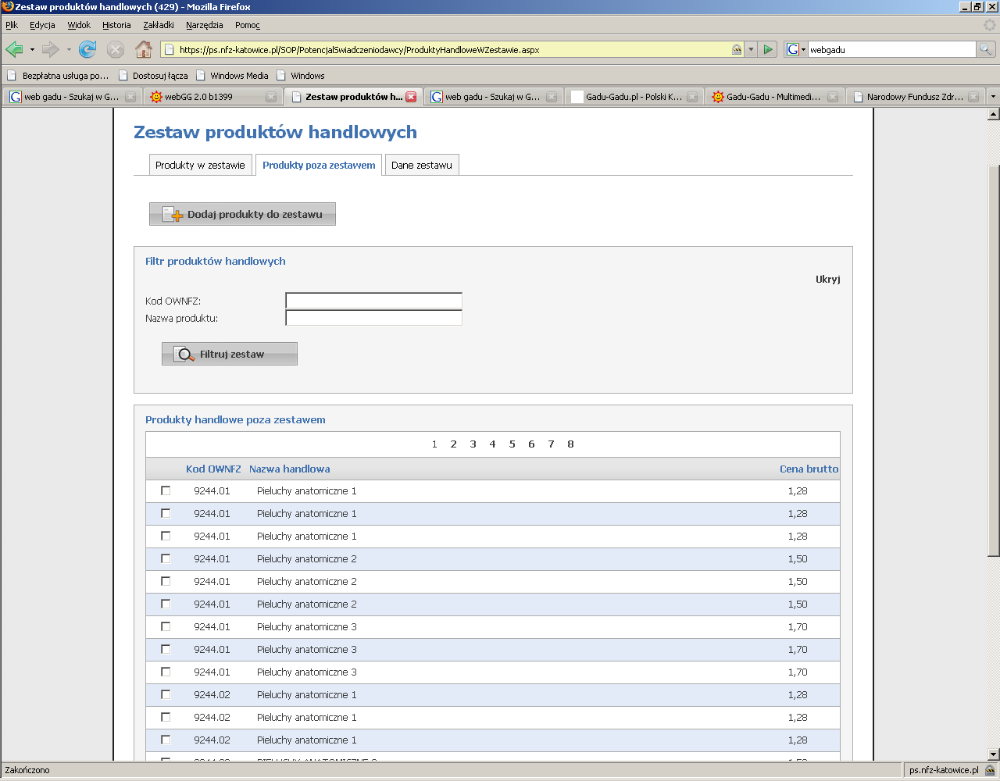 Zestaw produktów handlowych (429) - Mozilla Firefox
Plik Edycja Widok Historia Zakładki Narzędzia Pomoc
https://ps.nfz-katowice.pl/SOP/PotencjalSwiadczeniodawcy/ProduktyHandloweWZestawie.aspx webgadu
Bezpłatna usługa po... Dostosuj łącza Windows Media Windows
web gadu - Szukaj w G... webGG 2.0 b1399 Zestaw produktów h... web gadu - Szukaj w G... Gadu-Gadu.pl - Polski K... Gadu-Gadu - Multimedi... Narodowy Fundusz Zdr...
Zestaw produktów handlowych
Produkty w zestawie Produkty poza zestawem Dane zestawu
Dodaj produkty do zestawu
Filtr produktów handlowych
Ukryj
Kod OWNFZ:
Nazwa produktu:
Filtruj zestaw
Produkty handlowe poza zestawem
1 2 3 4 5 6 7 8
Kod OWNFZ Nazwa handlowa Cena brutto
9244.01 Pieluchy anatomiczne 1 1,28
9244.01 Pieluchy anatomiczne 1 1,28
9244.01 Pieluchy anatomiczne 1 1,28
9244.01 Pieluchy anatomiczne 2 1,50
9244.01 Pieluchy anatomiczne 2 1,50
9244.01 Pieluchy anatomiczne 2 1,50
9244.01 Pieluchy anatomiczne 3 1,70
9244.01 Pieluchy anatomiczne 3 1,70
9244.01 Pieluchy anatomiczne 3 1,70
9244.02 Pieluchy anatomiczne 1 1,28
9244.02 Pieluchy anatomiczne 1 1,28
9244.02 Pieluchy anatomiczne 1 1,28
PIELUCHY ANATOMICZNE
Zakończono ps.nfz-katowice.pl